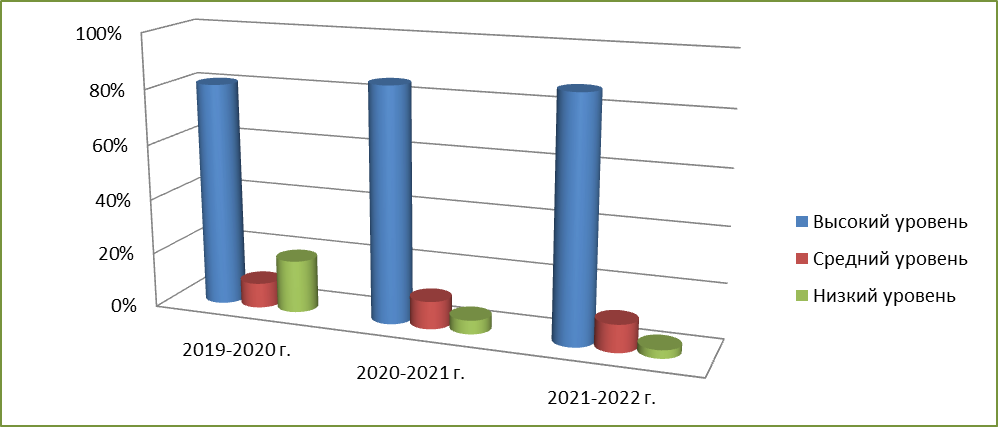 100%
80%
60%
40%
20%
0%
2019-2020 г.
2020-2021 г.
2021-2022 г.
Высокий уровень
Средний уровень
Низкий уровень